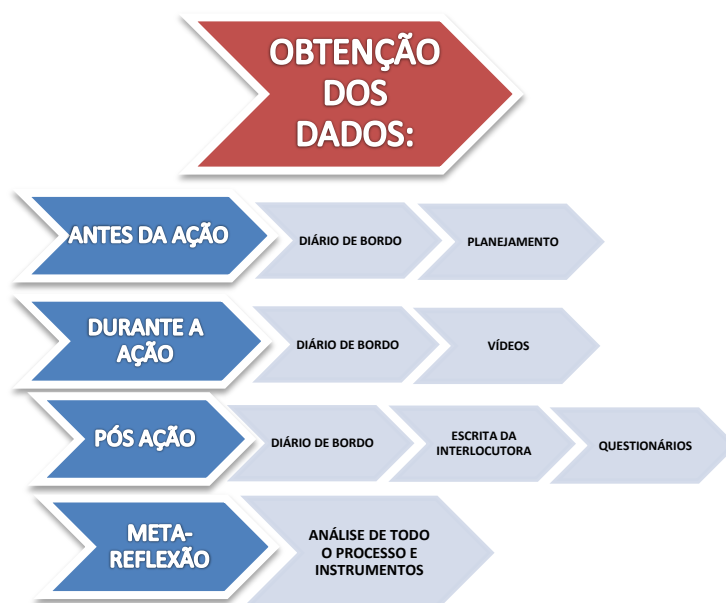 OBTENÇÃO
DOS
DADOS:
ANTES DA AÇÃO
DIÁRIO DE BORDO
PLANEJAMENTO
DURANTE A
AÇÃO
DIÁRIO DE BORDO
VÍDEOS
PÓS AÇÃO
DIÁRIO DE BORDO
ESCRITA DA
INTERLOCUTORA
QUESTIONÁRIOS
META-
REFLEXÃO
ANÁLISE DE TODO
O PROCESSO E
INSTRUMENTOS